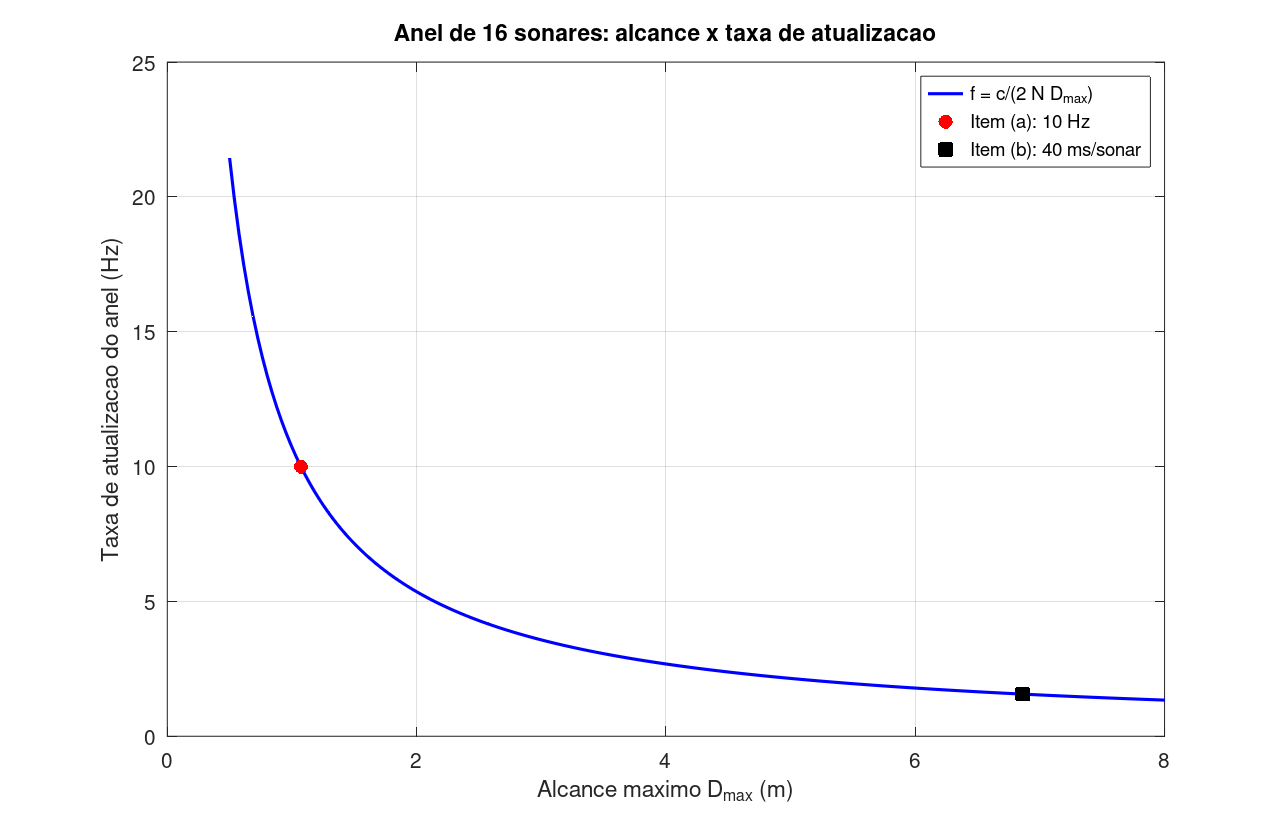 Anel de 16 sonares: alcance x taxa de atualizacao
f = c/(2 N Dmax)
Item (a): 10 Hz
Item (b): 40 ms/sonar
Taxa de atualizacao do anel (Hz)
25
20
15
10
5
0
0 2 4 6 8
Alcance maximo Dmax (m)